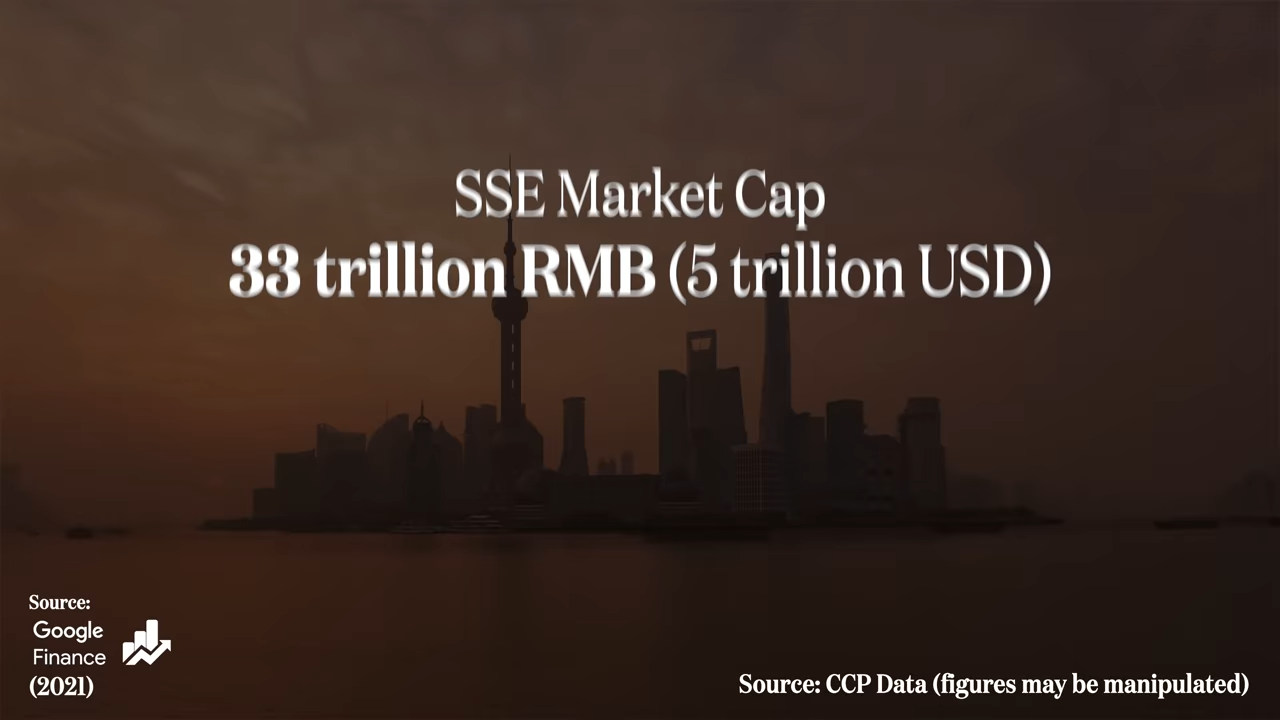 SSE Market Cap
33 trillion RMB (5 trillion USD)
Source:
Google
Finance
(2021)
Source: CCP Data (figures may be manipulated)